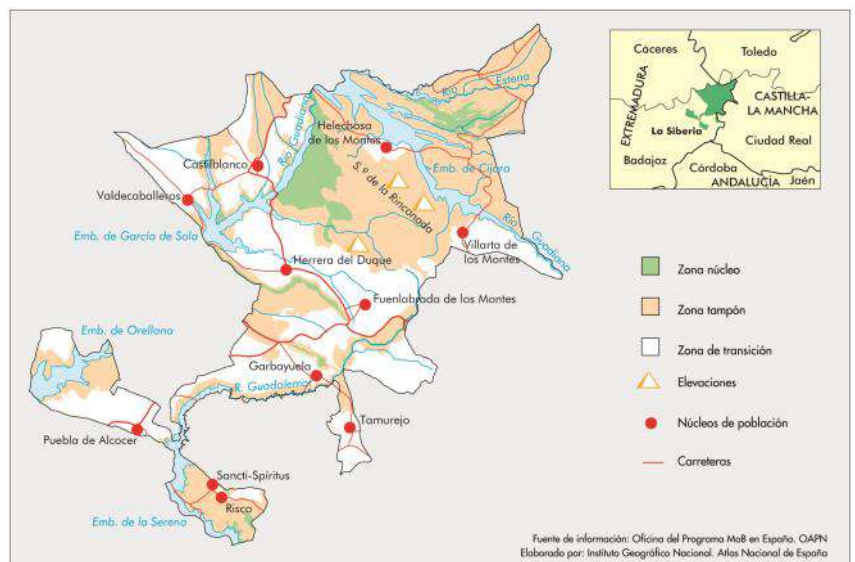 Río
Estena
Río Guadiana
Helechosa
de los Montes
Castilblanco
Emb. de Cijara
S.ª de la Rinconada
Valdecaballeros
Emb. de García de Sola
Río
Guadiana
Villarta de
los Montes
Herrera del Duque
Fuenlabrada de los Montes
Emb. de Orellana
Garbayuela
R. Guadalemar
Puebla de Alcocer
Tamurejo
Sancti-Spíritus
Risco
Emb. de la Serena
Cáceres
Toledo
EXTREMADURA
CASTILLA-
LA MANCHA
La Siberia
Ciudad Real
Badajoz
Córdoba
ANDALUCÍA
Jaén
Zona núcleo
Zona tampón
Zona de transición
Elevaciones
Núcleos de población
Carreteras
Fuente de información: Oficina del Programa MaB en España. OAPN
Elaborado por: Instituto Geográfico Nacional. Atlas Nacional de España